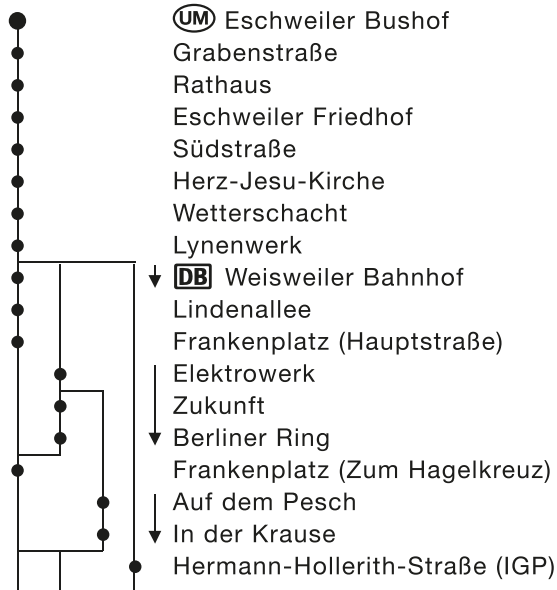 UM Eschweiler Bushof
Grabenstraße
Rathaus
Eschweiler Friedhof
Südstraße
Herz-Jesu-Kirche
Wetterschacht
Lynenwerk
DB Weisweiler Bahnhof
Lindenallee
Frankenplatz (Hauptstraße)
Elektrowerk
Zukunft
Berliner Ring
Frankenplatz (Zum Hagelkreuz)
Auf dem Pesch
In der Krause
Hermann-Hollerith-Straße (IGP)